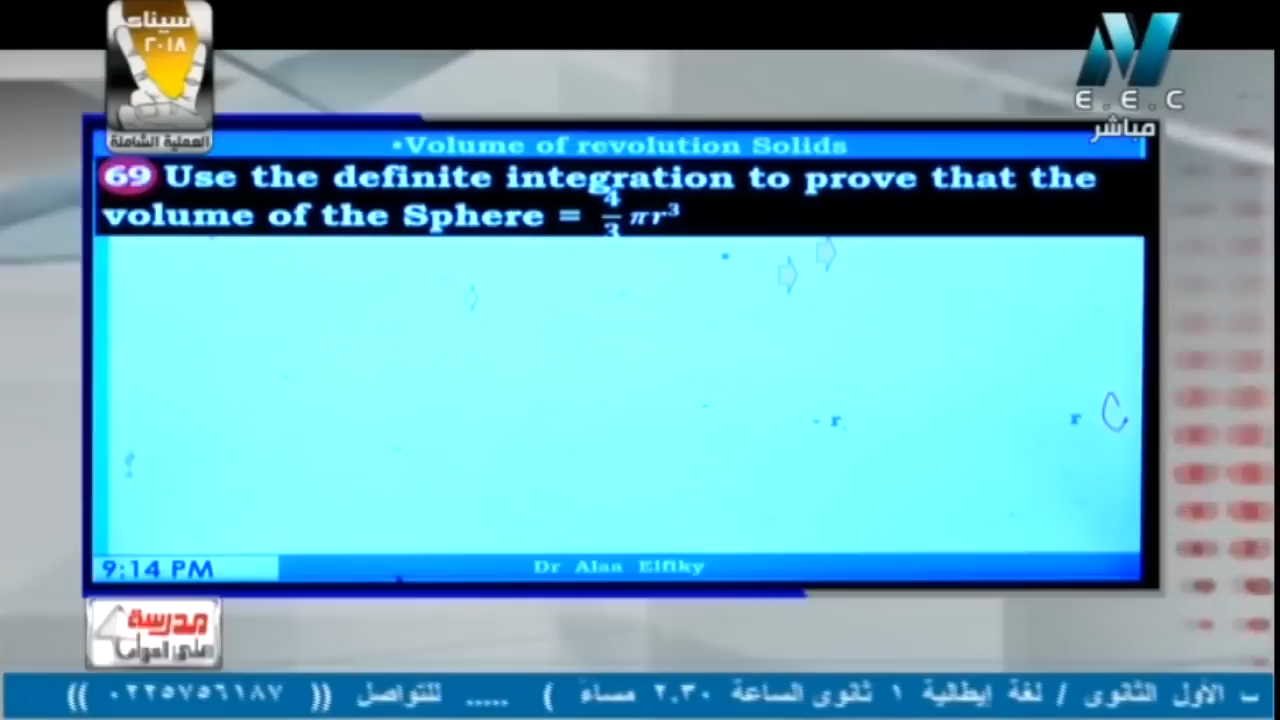 سيناء
٢٠١٨
العملية الشاملة
E.E.C
مباشر
•Volume of revolution Solids
69 Use the definite integration to prove that the
volume of the Sphere = 4/3 πr³
- r
r
9:14 PM
Dr Alaa Elfiky
مدرسة
على الهواء
ـ الأول الثانوى / لغة إيطالية ١ ثانوى الساعة ٢.٣٠ مساءً ) ..... للتواصل (( ٠٢٢٥٧٥٦١٨٧ ))